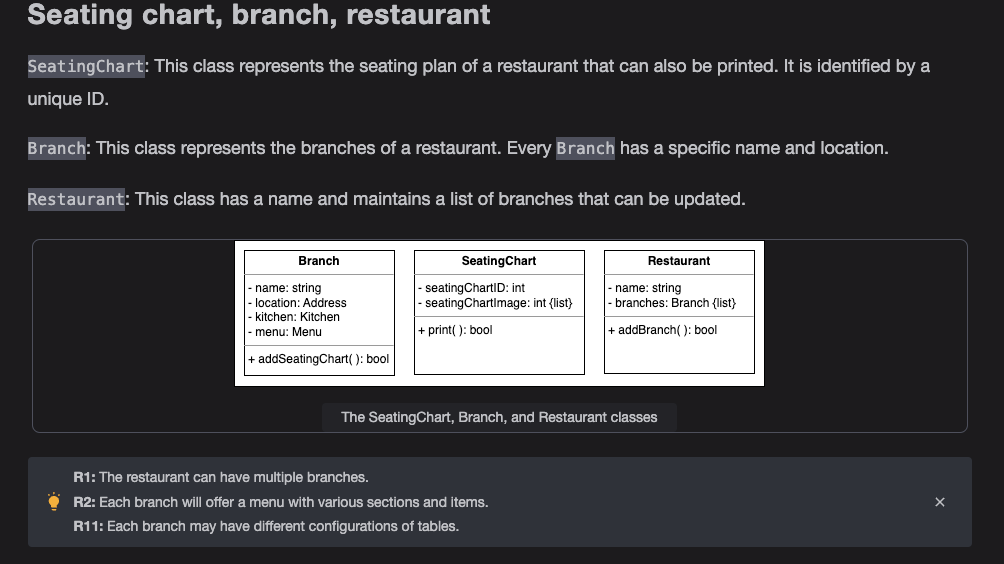 Seating chart, branch, restaurant
SeatingChart: This class represents the seating plan of a restaurant that can also be printed. It is identified by a
unique ID.
Branch: This class represents the branches of a restaurant. Every Branch has a specific name and location.
Restaurant: This class has a name and maintains a list of branches that can be updated.
Branch
- name: string
- location: Address
- kitchen: Kitchen
- menu: Menu
+ addSeatingChart( ): bool
SeatingChart
- seatingChartID: int
- seatingChartImage: int {list}
+ print( ): bool
Restaurant
- name: string
- branches: Branch {list}
+ addBranch( ): bool
The SeatingChart, Branch, and Restaurant classes
R1: The restaurant can have multiple branches.
R2: Each branch will offer a menu with various sections and items.
R11: Each branch may have different configurations of tables.